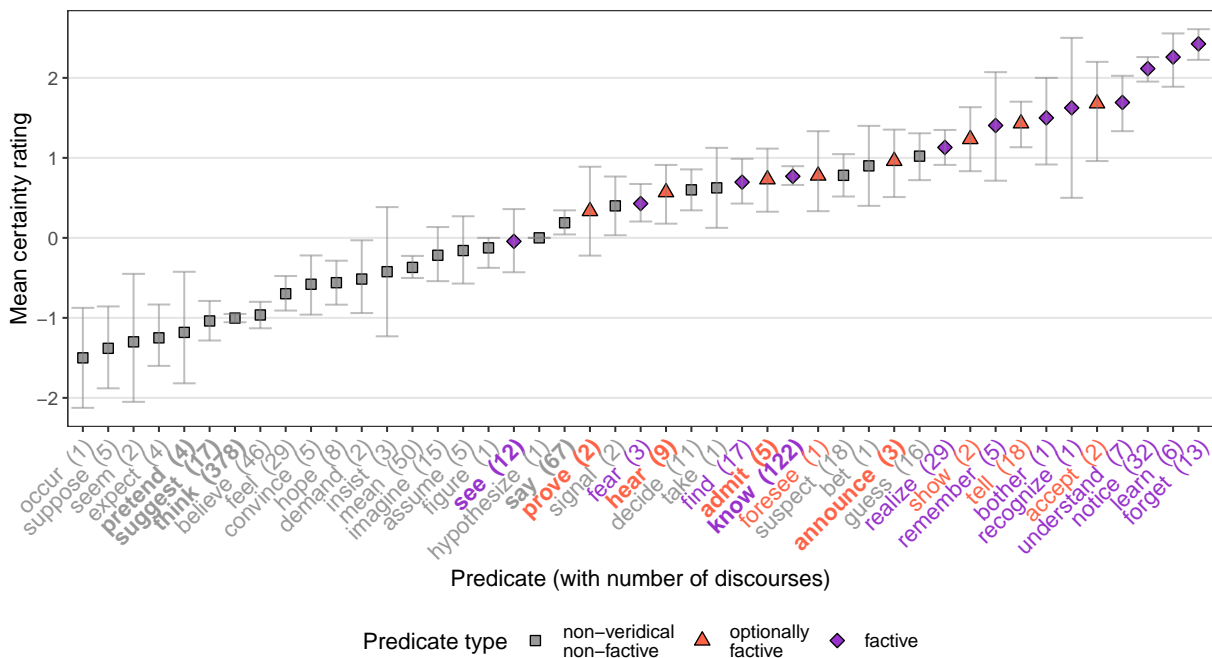 2
1
0
−1
−2
Mean certainty rating
occur (1)
suppose (5)
seem (2)
expect (4)
pretend (4)
suggest (17)
think (378)
believe (46)
feel (29)
convince (5)
hope (8)
demand (2)
insist (3)
mean (50)
imagine (15)
assume (5)
figure (1)
see (12)
hypothesize (1)
say (67)
prove (2)
signal (2)
fear (3)
hear (9)
decide (11)
take (1)
find (17)
admit (5)
know (122)
foresee (1)
suspect (18)
bet (1)
announce (3)
guess (16)
realize (29)
show (2)
remember (5)
tell (18)
bother (1)
recognize (1)
accept (2)
understand (7)
notice (32)
learn (6)
forget (13)
Predicate (with number of discourses)
Predicate type
non−veridical
non−factive
optionally
factive
factive